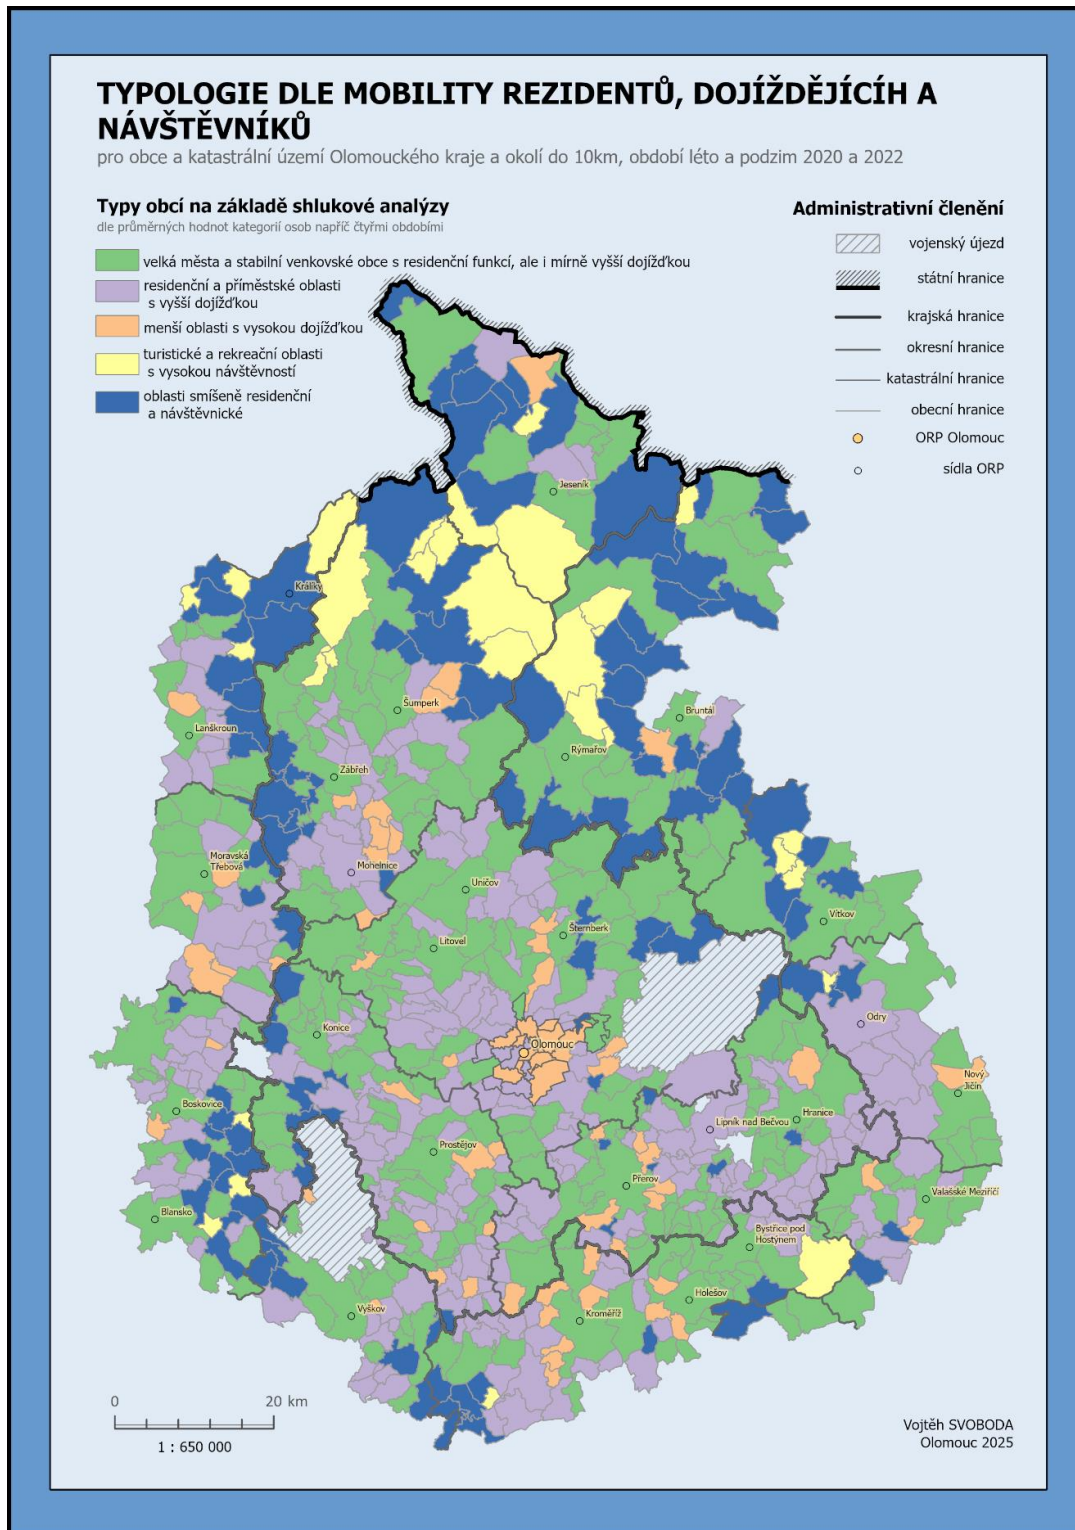 TYPOLOGIE DLE MOBILITY REZIDENTŮ, DOJÍŽDĚJÍCÍH A
NÁVŠTĚVNÍKŮ
pro obce a katastrální území Olomouckého kraje a okolí do 10km, období léto a podzim 2020 a 2022
Typy obcí na základě shlukové analýzy
dle průměrných hodnot kategorií osob napříč čtyřmi obdobími
velká města a stabilní venkovské obce s residenční funkcí, ale i mírně vyšší dojížďkou
residenční a příměstské oblasti
s vyšší dojížďkou
menší oblasti s vysokou dojížďkou
turistické a rekreační oblasti
s vysokou návštěvností
oblasti smíšeně residenční
a návštěvnické
Administrativní členění
vojenský újezd
státní hranice
krajská hranice
okresní hranice
katastrální hranice
obecní hranice
ORP Olomouc
sídla ORP
Jeseník
Králíky
Šumperk
Bruntál
Lanškroun
Rýmařov
Zábřeh
Moravská
Třebová
Mohelnice
Uničov
Vítkov
Šternberk
Litovel
Odry
Konice
Olomouc
Nový
Jičín
Boskovice
Hranice
Lipník nad Bečvou
Prostějov
Přerov
Valašské Meziříčí
Blansko
Bystřice pod
Hostýnem
Holešov
Vyškov
Kroměříž
0 20 km
1 : 650 000
Vojtěh SVOBODA
Olomouc 2025